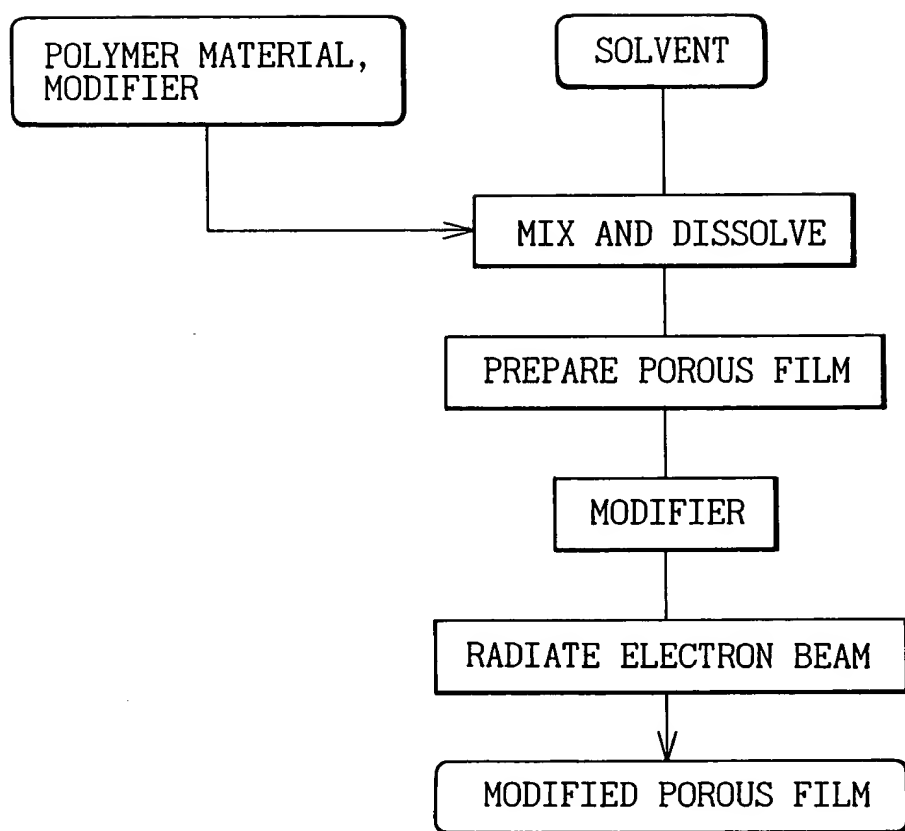 POLYMER MATERIAL,
MODIFIER
SOLVENT
MIX AND DISSOLVE
PREPARE POROUS FILM
MODIFIER
RADIATE ELECTRON BEAM
MODIFIED POROUS FILM